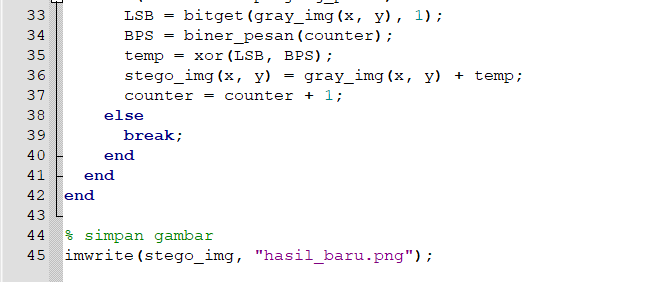 33 LSB = bitget(gray_img(x, y), 1);
34 BPS = biner_pesan(counter);
35 temp = xor(LSB, BPS);
36 stego_img(x, y) = gray_img(x, y) + temp;
37 counter = counter + 1;
38 else
39 break;
40 end
41 end
42 end
43
44 % simpan gambar
45 imwrite(stego_img, "hasil_baru.png");